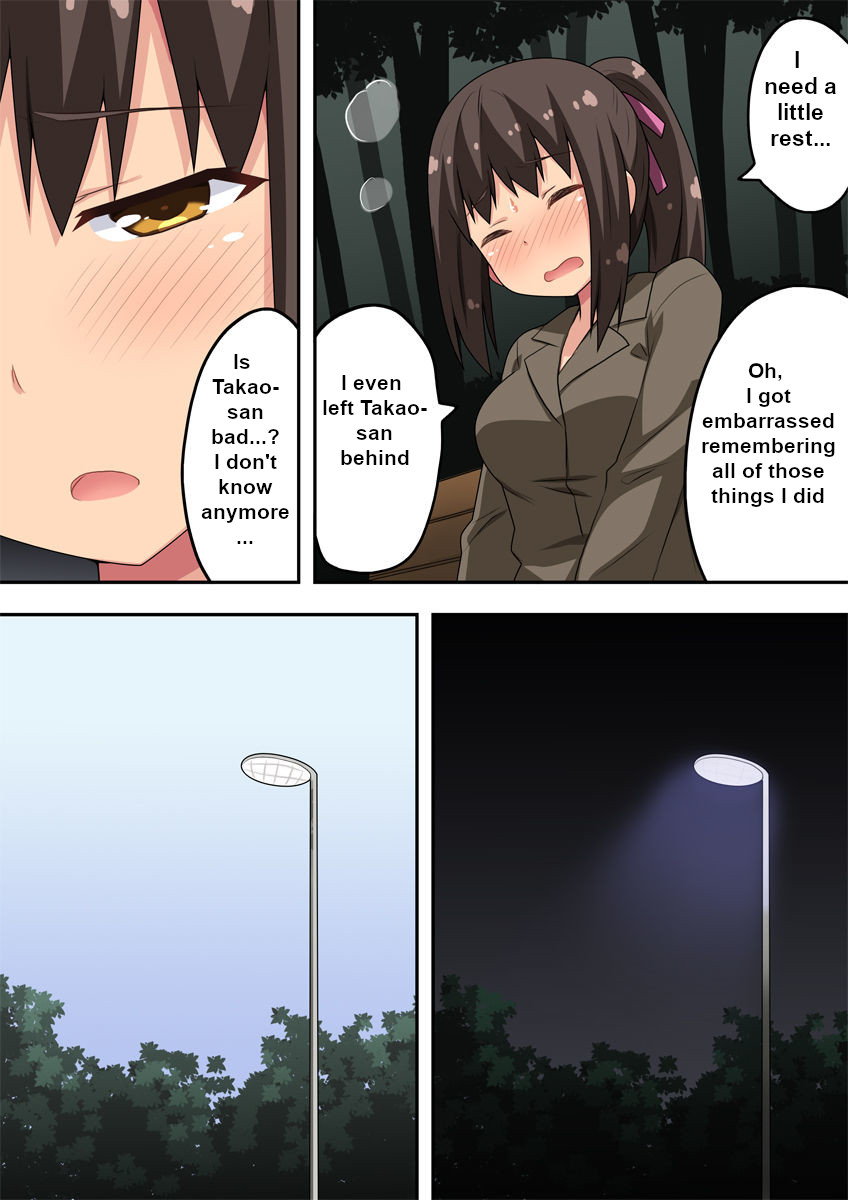 I
need a
little
rest...
Oh,
I got
embarrassed
remembering
all of those
things I did
I even
left Takao-
san
behind
Is
Takao-
san
bad...?
I don't
know
anymore
...